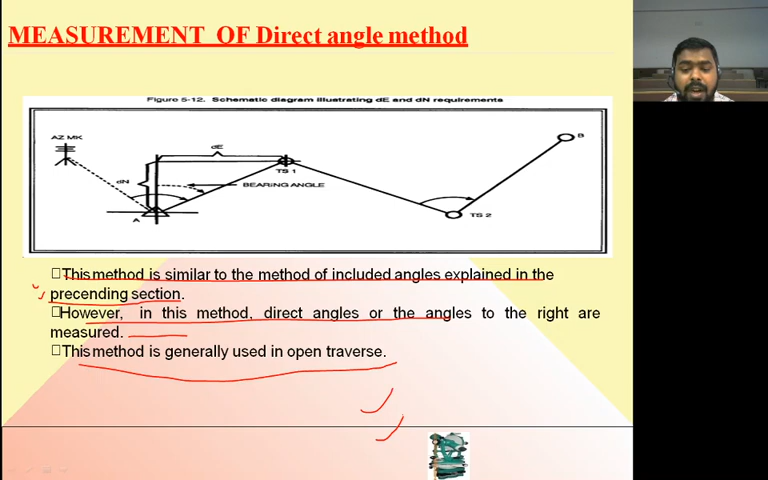 MEASUREMENT OF Direct angle method
Figure 5-12. Schematic diagram illustrating dE and dN requirements
AZ MK
dE
B
TS 1
dN
BEARING ANGLE
A
TS 2
This method is similar to the method of included angles explained in the
precending section.
However, in this method, direct angles or the angles to the right are
measured.
This method is generally used in open traverse.